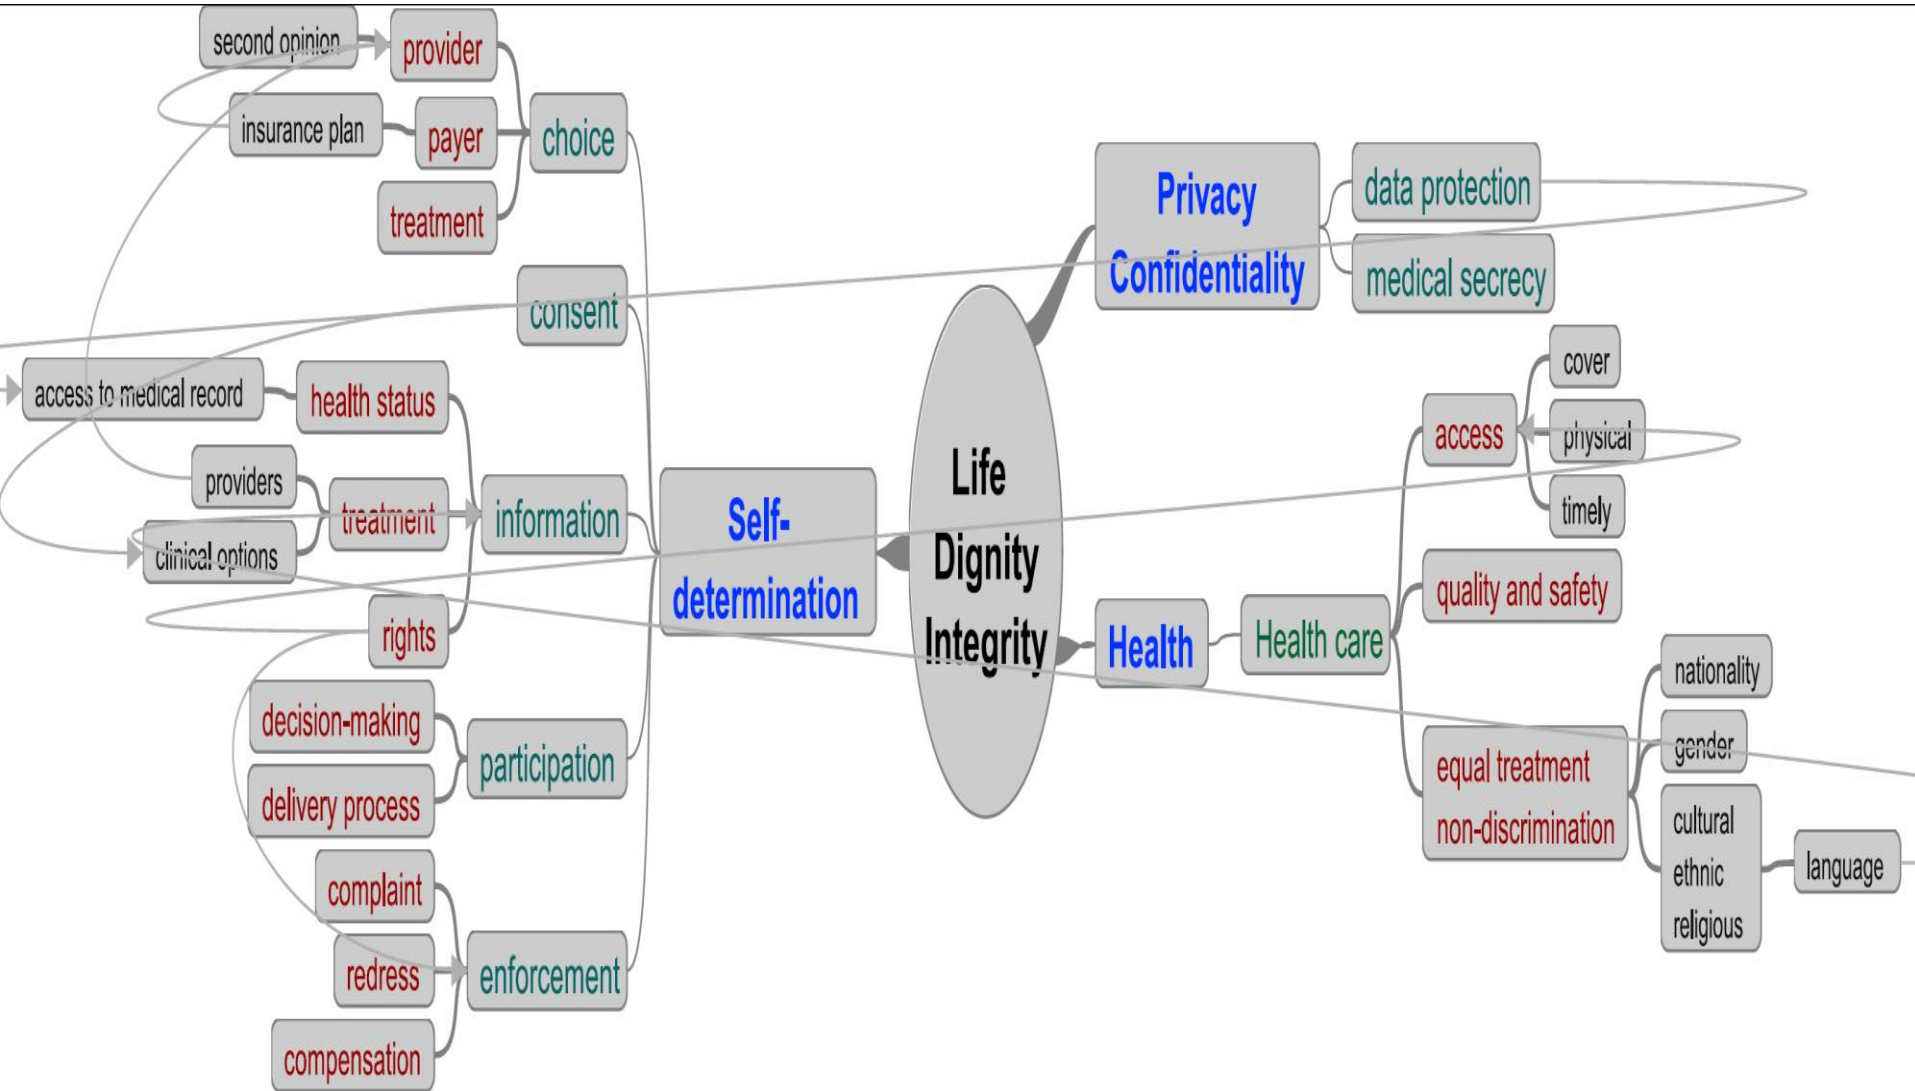 second opinion
provider
insurance plan
payer
choice
treatment
consent
access to medical record
health status
providers
treatment
information
clinical options
rights
decision-making
participation
delivery process
complaint
redress
enforcement
compensation
Self-
determination
Life
Dignity
Integrity
Privacy
Confidentiality
data protection
medical secrecy
Health
Health care
access
cover
physical
timely
quality and safety
equal treatment
non-discrimination
nationality
gender
cultural
ethnic
religious
language